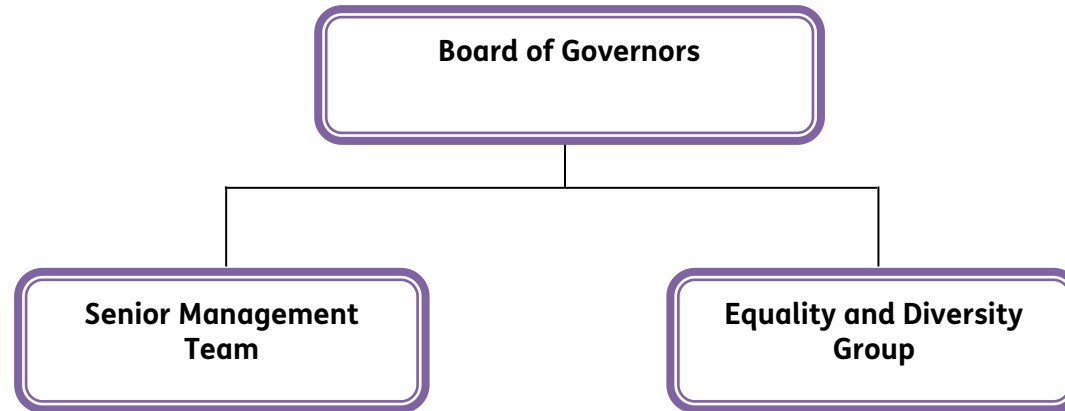 Board of Governors
Senior Management
Team
Equality and Diversity
Group